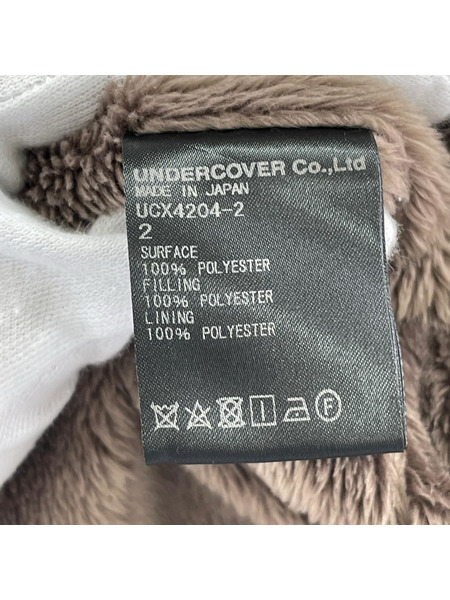 UNDERCOVER Co.,Ltd
MADE IN JAPAN
UCX4204-2
2
SURFACE
100% POLYESTER
FILLING
100% POLYESTER
LINING
100% POLYESTER
F